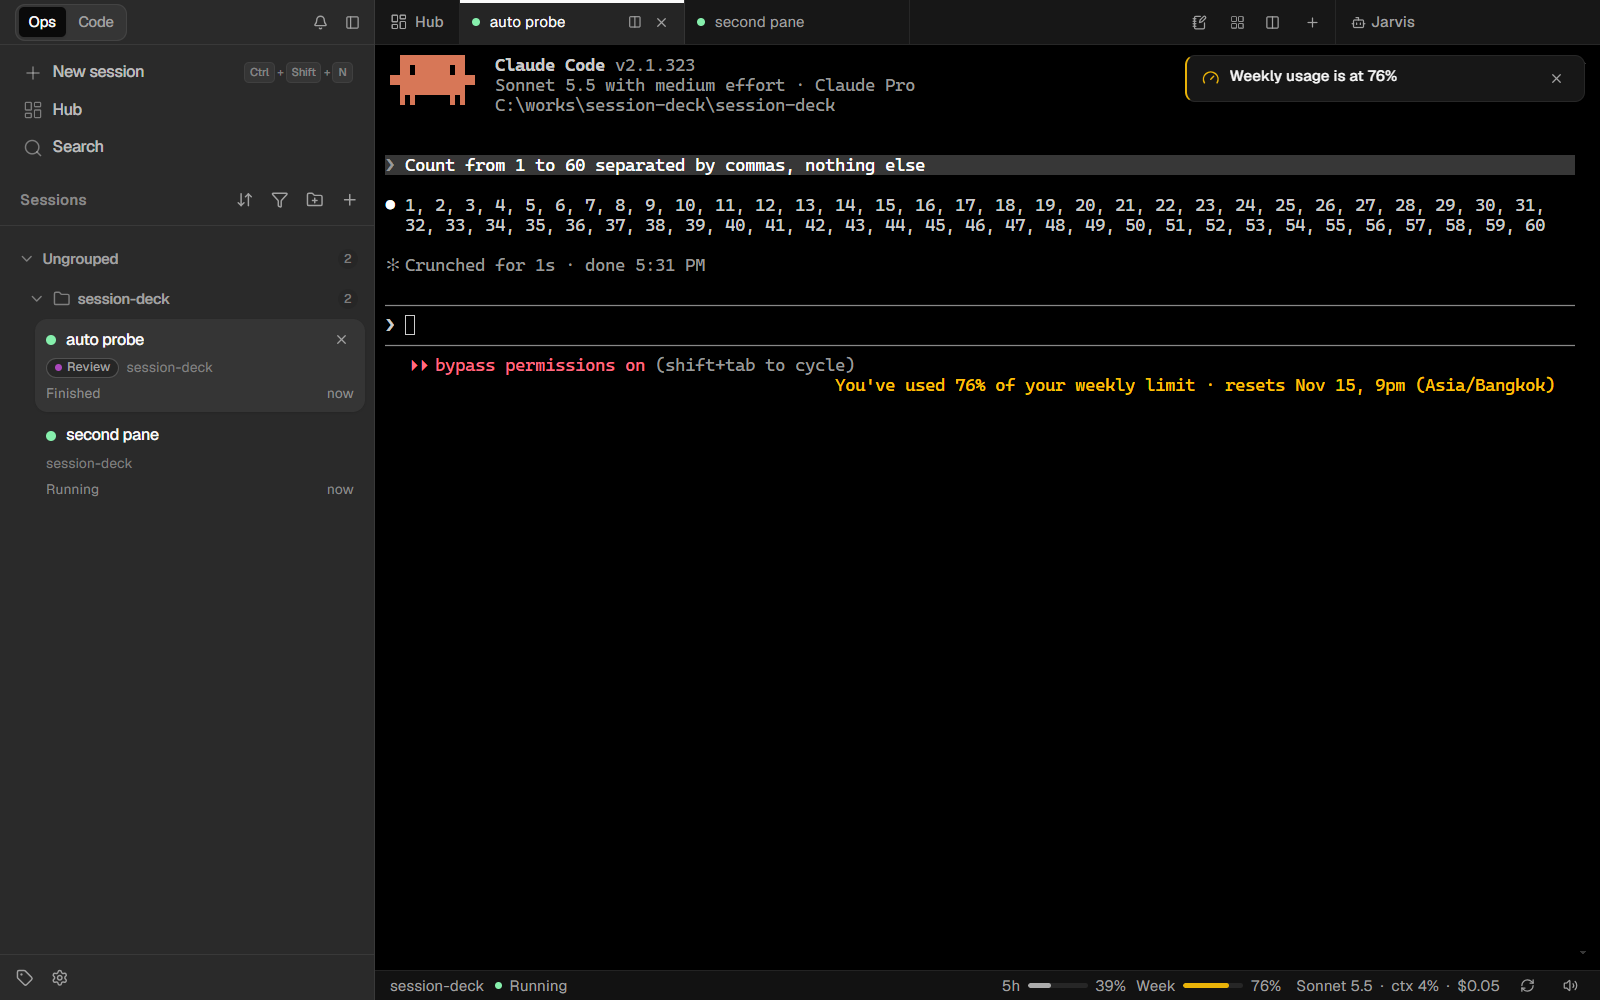 Ops Code
New session Ctrl + Shift + N
Hub
Search
Sessions
Ungrouped 2
session-deck 2
auto probe
Review session-deck
Finished now
second pane
session-deck
Running now
Hub auto probe second pane Jarvis
Claude Code v2.1.323
Sonnet 5.5 with medium effort · Claude Pro
C:\works\session-deck\session-deck
Weekly usage is at 76%
❯ Count from 1 to 60 separated by commas, nothing else
● 1, 2, 3, 4, 5, 6, 7, 8, 9, 10, 11, 12, 13, 14, 15, 16, 17, 18, 19, 20, 21, 22, 23, 24, 25, 26, 27, 28, 29, 30, 31,
32, 33, 34, 35, 36, 37, 38, 39, 40, 41, 42, 43, 44, 45, 46, 47, 48, 49, 50, 51, 52, 53, 54, 55, 56, 57, 58, 59, 60
✻ Crunched for 1s · done 5:31 PM
❯
⏵⏵ bypass permissions on (shift+tab to cycle)
You've used 76% of your weekly limit · resets Nov 15, 9pm (Asia/Bangkok)
session-deck Running 5h 39% Week 76% Sonnet 5.5 · ctx 4% · $0.05